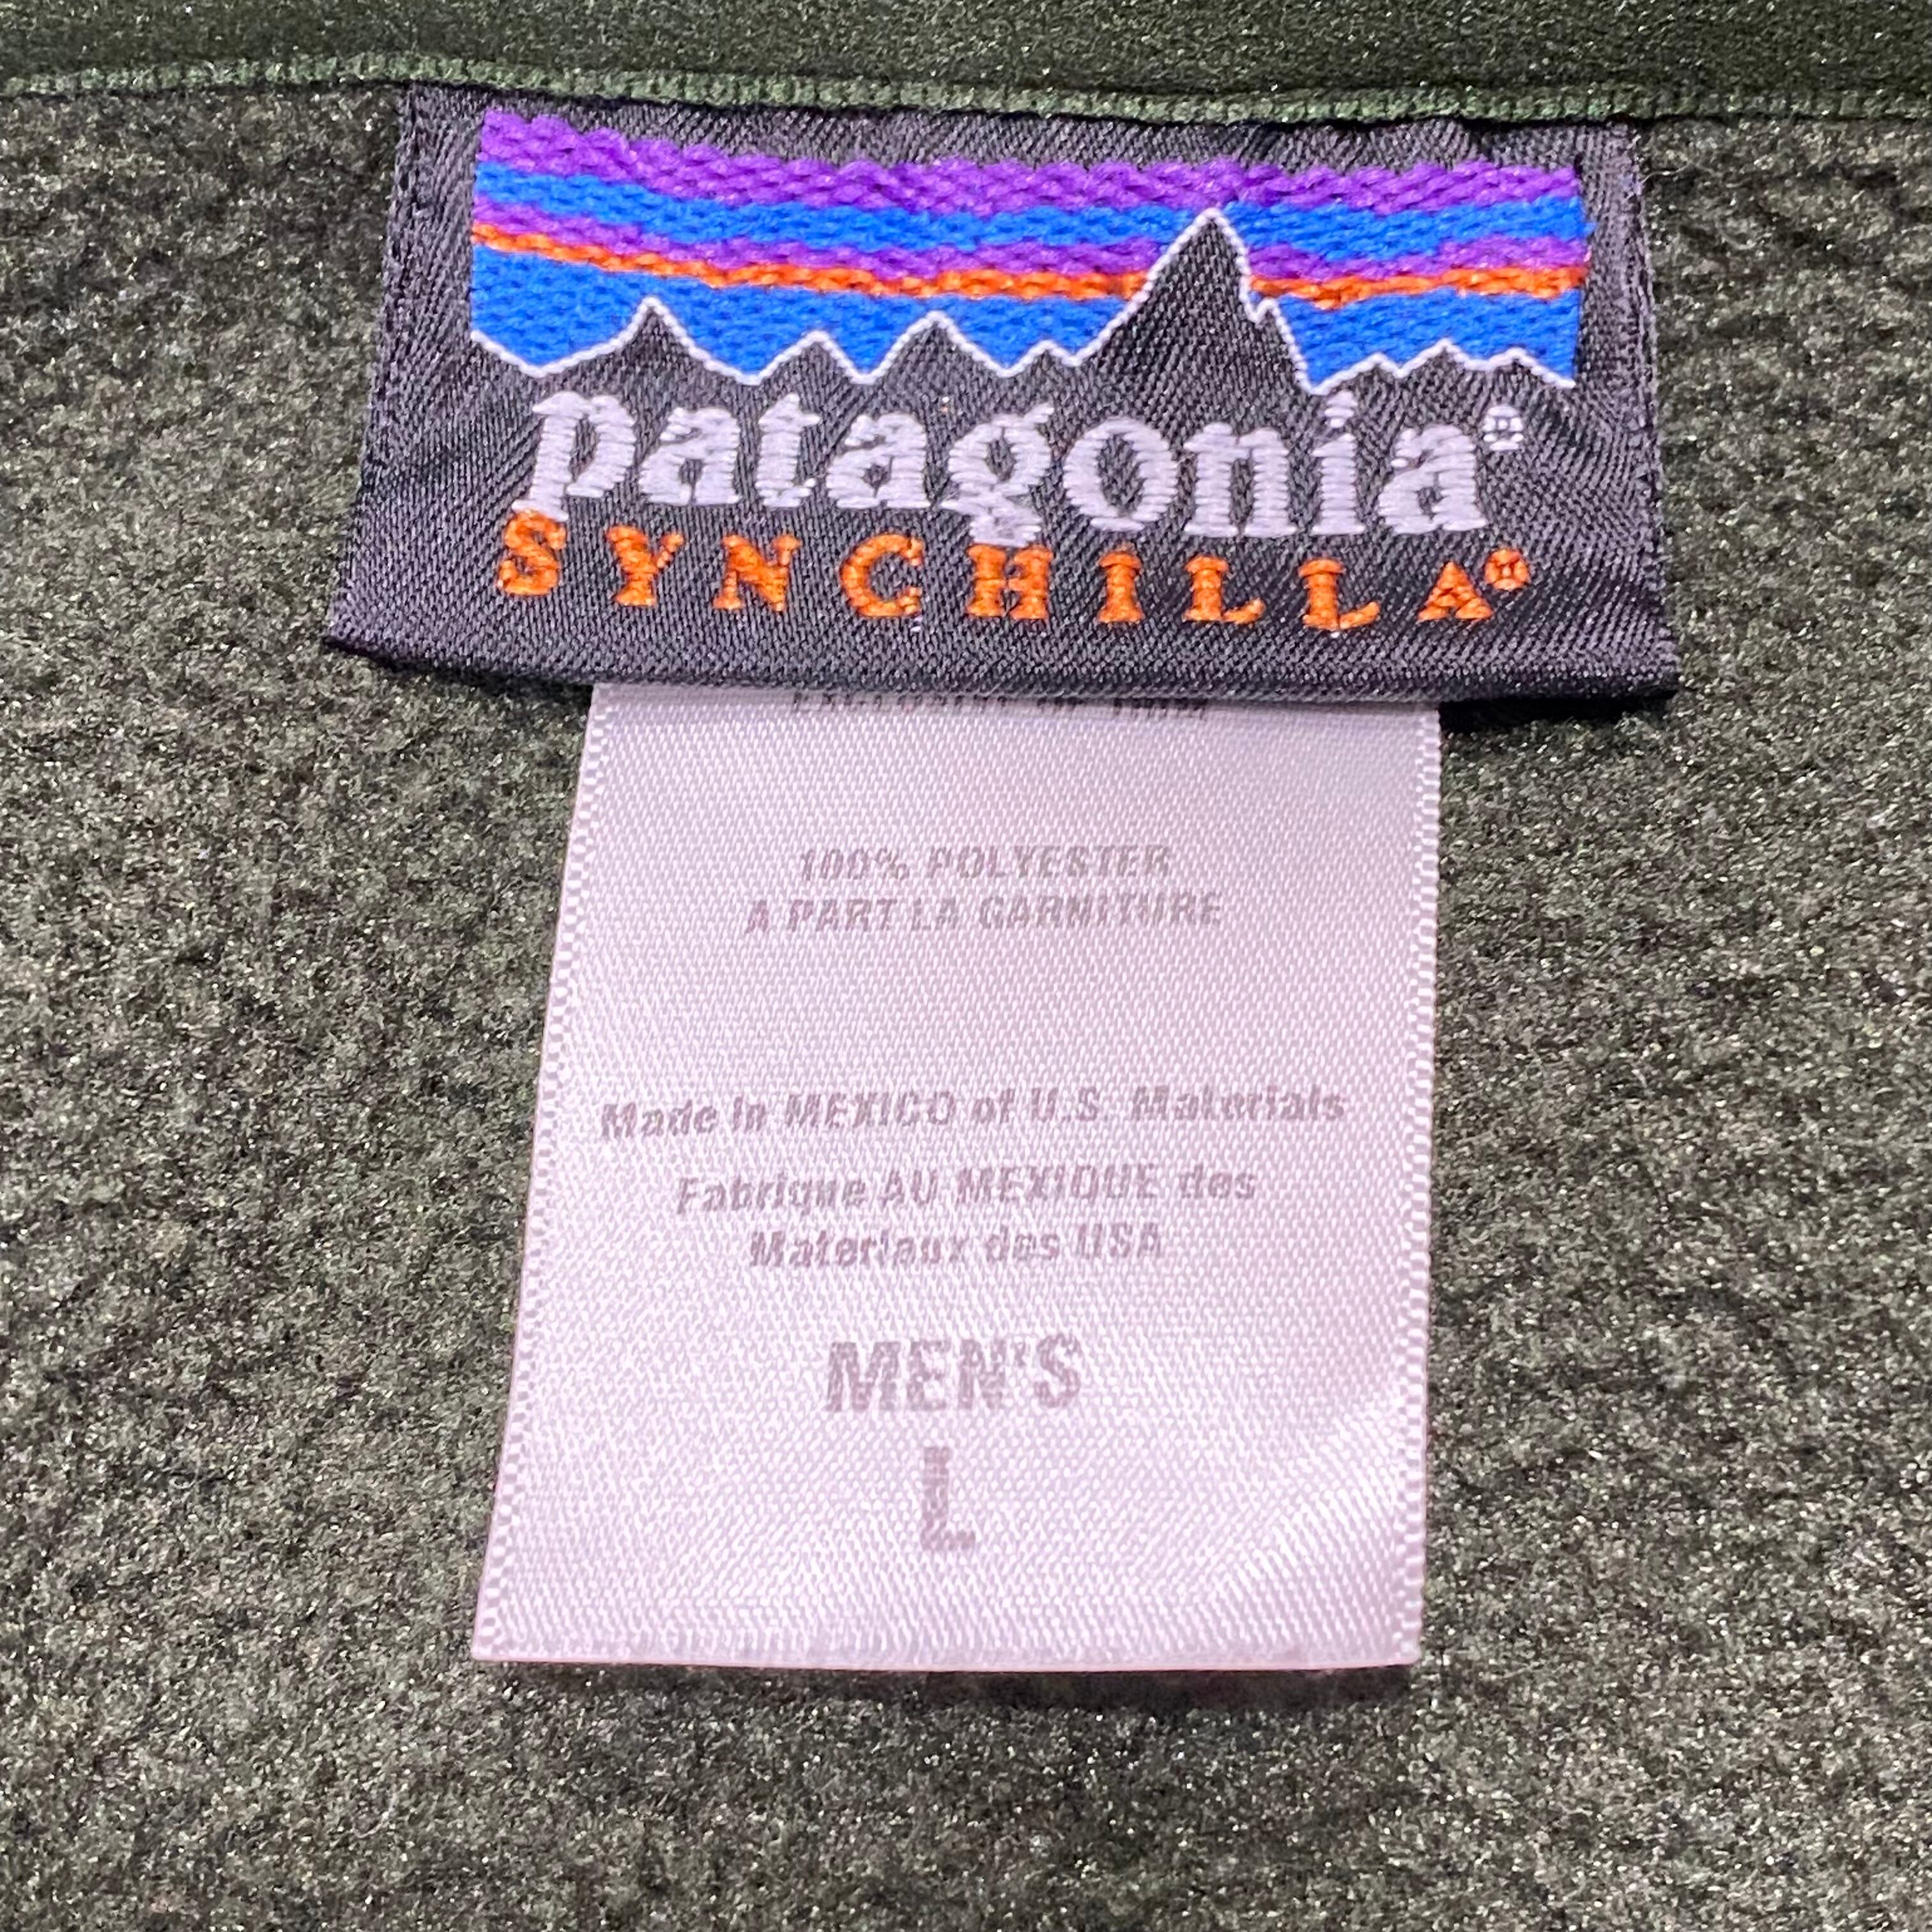 patagonia®
SYNCHILLA®
100% POLYESTER
A PART LA GARNITURE
Made in MEXICO of U.S. Materials
Fabrique AU MEXIQUE des
Materiaux des USA
MEN'S
L